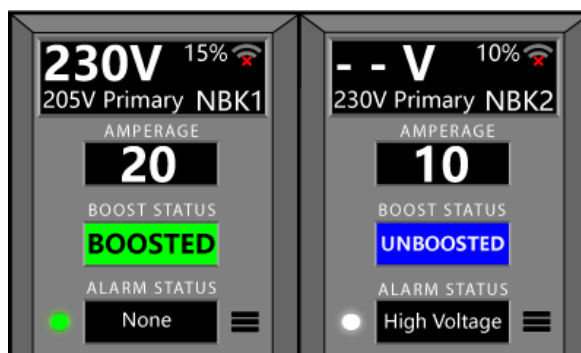 230V 15%
205V Primary NBK1
AMPERAGE
20
BOOST STATUS
BOOSTED
ALARM STATUS
None
- - V 10%
230V Primary NBK2
AMPERAGE
10
BOOST STATUS
UNBOOSTED
ALARM STATUS
High Voltage